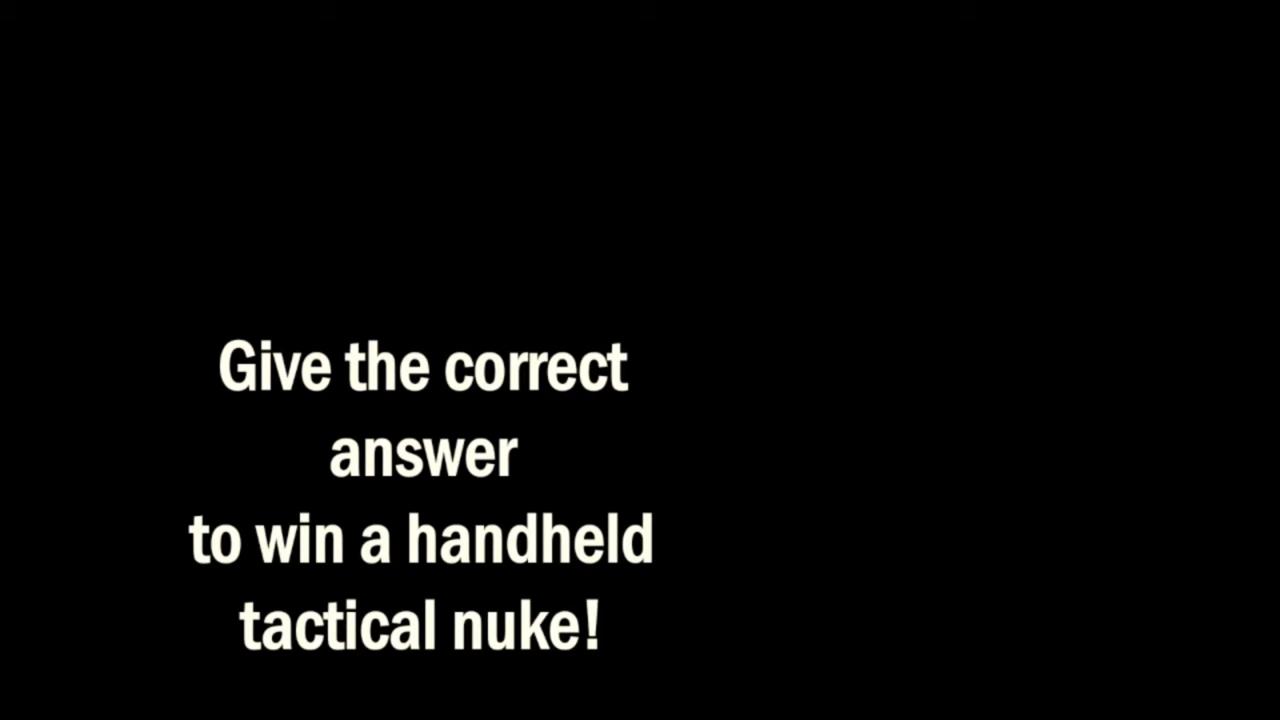 Give the correct
answer
to win a handheld
tactical nuke!